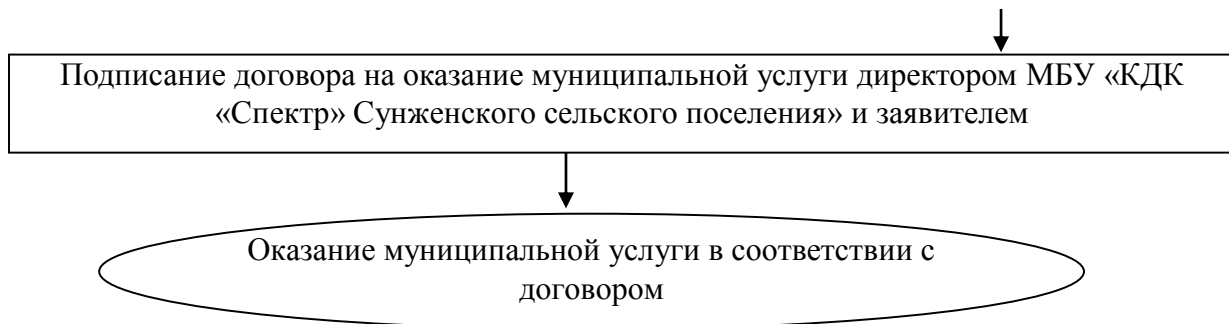 Подписание договора на оказание муниципальной услуги директором МБУ «КДК
«Спектр» Сунженского сельского поселения» и заявителем
Оказание муниципальной услуги в соответствии с
договором